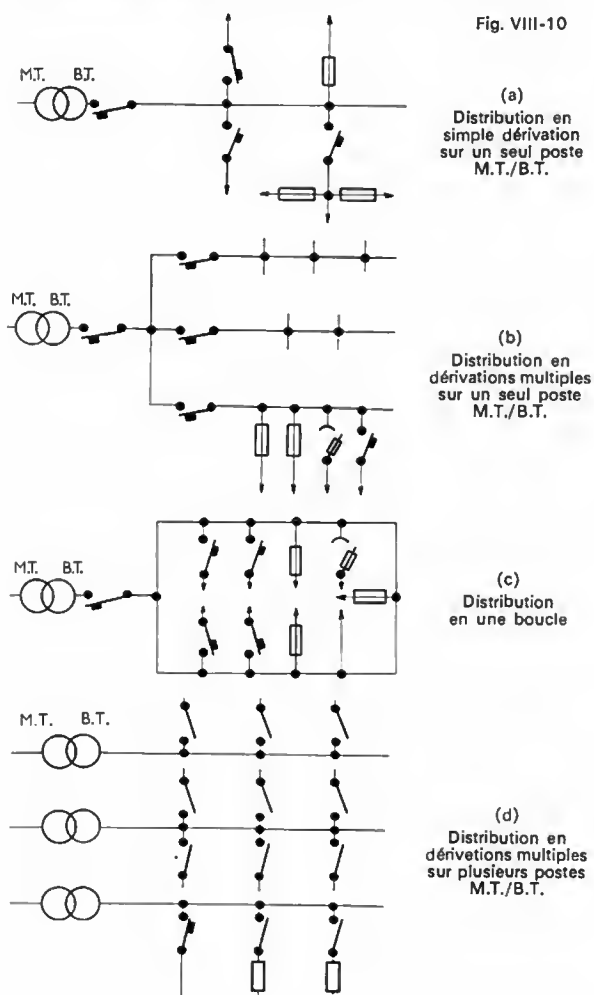 Fig. VIII-10
M.T. B.T.
(a)
Distribution en
simple dérivation
sur un seul poste
M.T./B.T.
M.T. B.T.
(b)
Distribution en
dérivations multiples
sur un seul poste
M.T./B.T.
M.T. B.T.
(c)
Distribution
en une boucle
M.T. B.T.
(d)
Distribution en
dérivetions multiples
sur plusieurs postes
M.T./B.T.